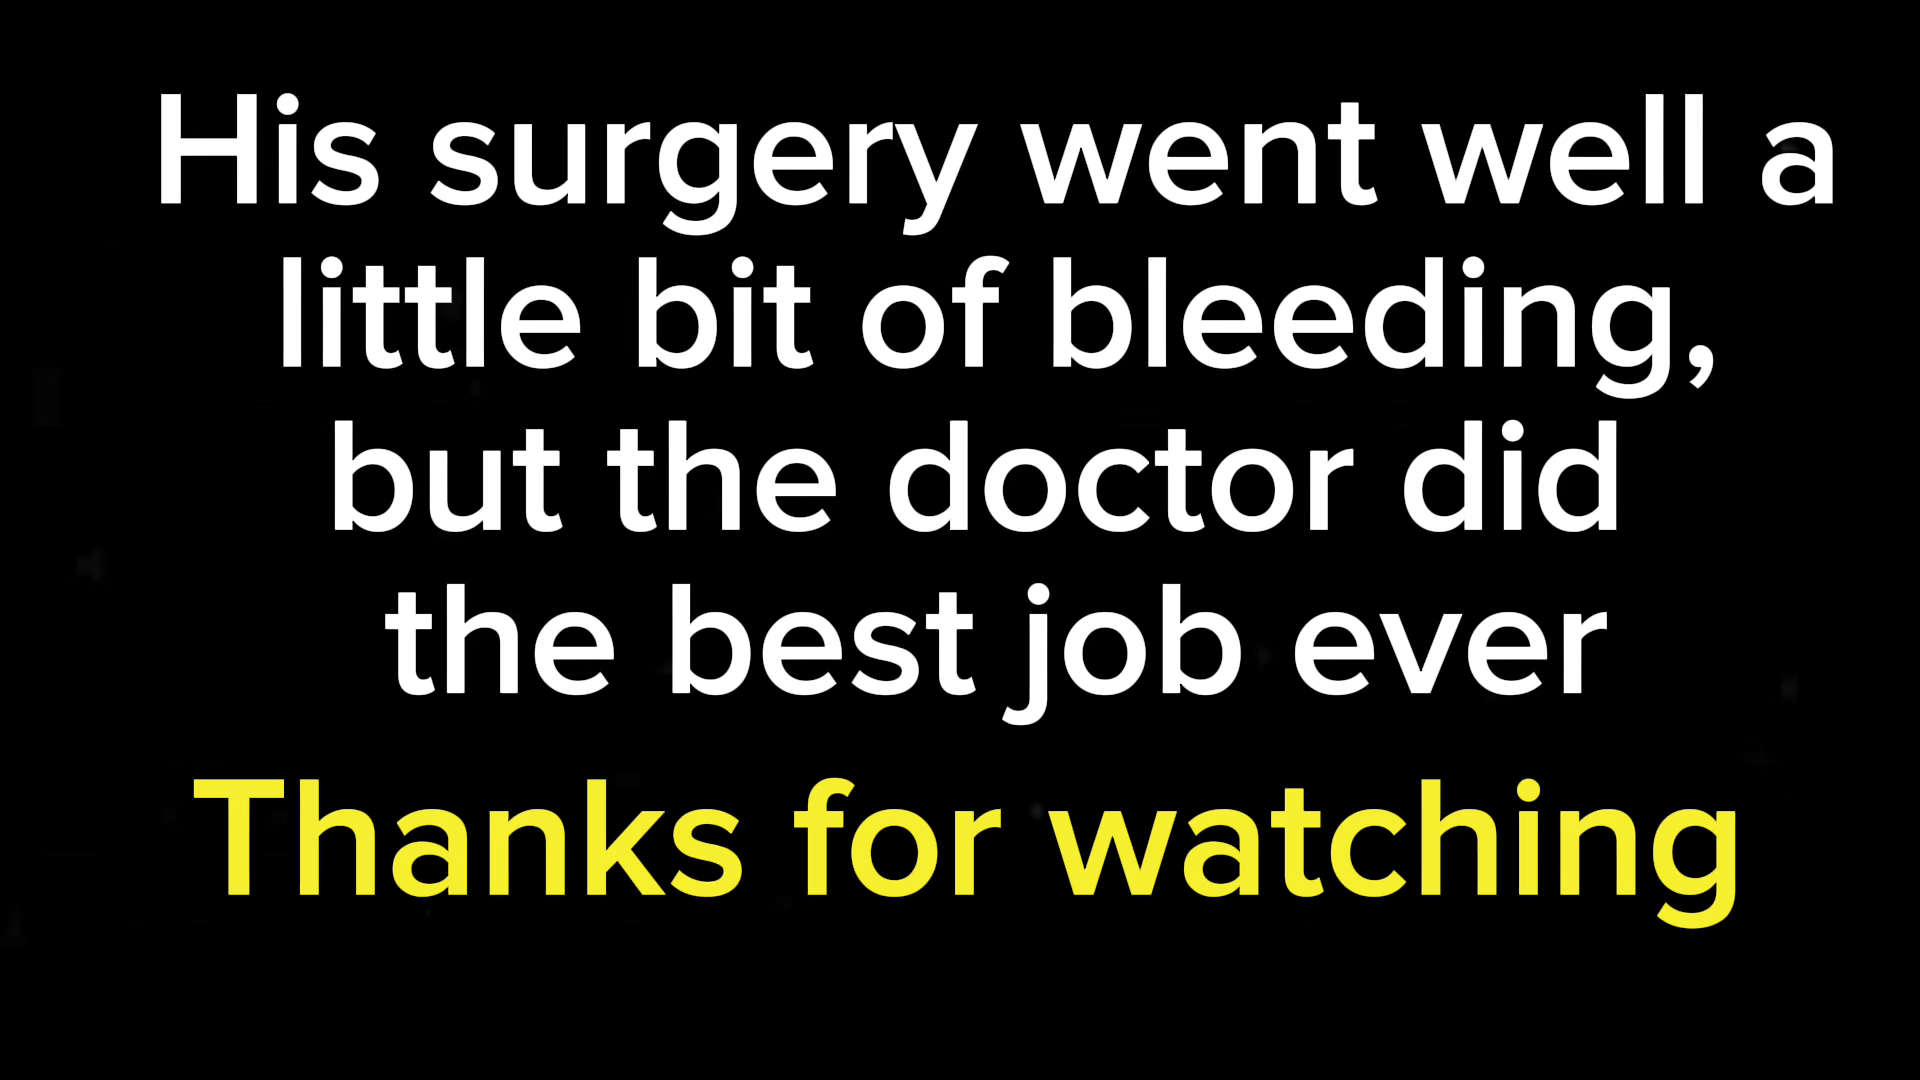 His surgery went well a
little bit of bleeding,
but the doctor did
the best job ever
Thanks for watching